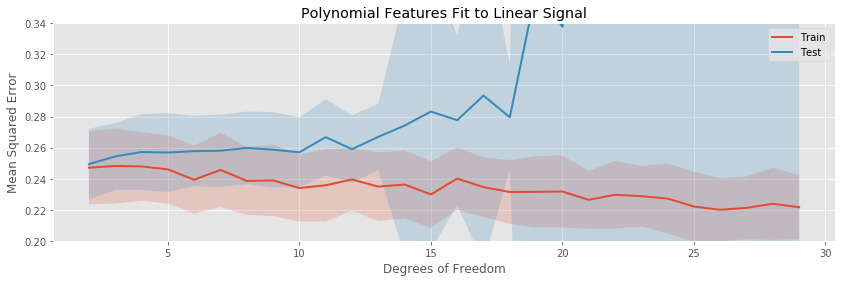 Polynomial Features Fit to Linear Signal
0.34
0.32
0.30
0.28
0.26
0.24
0.22
0.20
Mean Squared Error
Train
Test
5
10
15
20
25
30
Degrees of Freedom